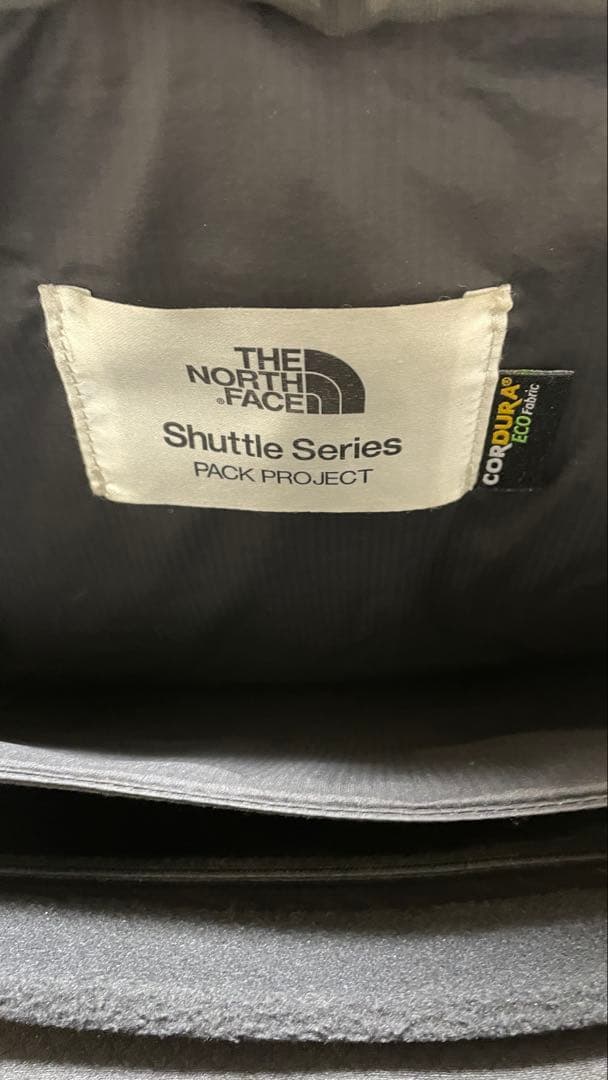 THE
NORTH
®FACE
Shuttle Series
PACK PROJECT
CORDURA®
ECO Fabric